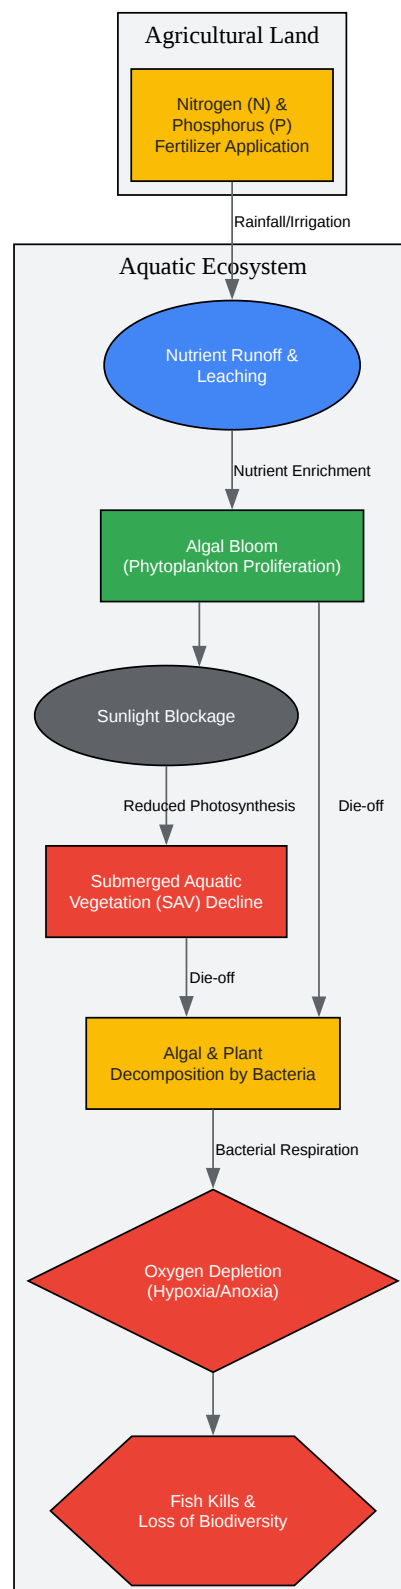 Agricultural Land
Nitrogen (N) &
Phosphorus (P)
Fertilizer Application
Rainfall/Irrigation
Aquatic Ecosystem
Nutrient Runoff &
Leaching
Nutrient Enrichment
Algal Bloom
(Phytoplankton Proliferation)
Sunlight Blockage
Reduced Photosynthesis
Die-off
Submerged Aquatic
Vegetation (SAV) Decline
Die-off
Algal & Plant
Decomposition by Bacteria
Bacterial Respiration
Oxygen Depletion
(Hypoxia/Anoxia)
Fish Kills &
Loss of Biodiversity